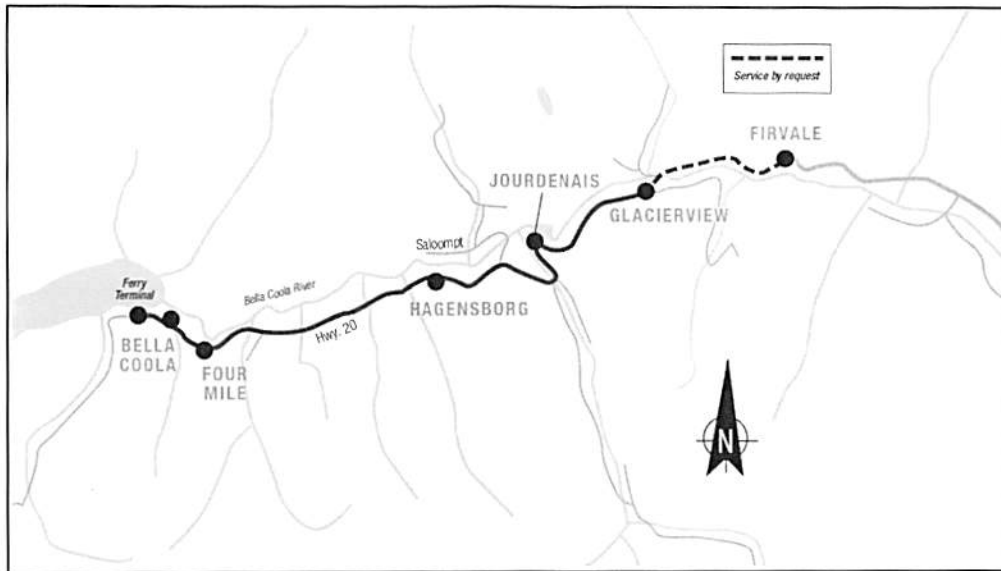 Service by request
FIRVALE
JOURDENAIS
GLACIERVIEW
Saloompt
Ferry
Terminal
Bella Coola River
HAGENSBORG
Hwy. 20
BELLA
COOLA
FOUR
MILE
N